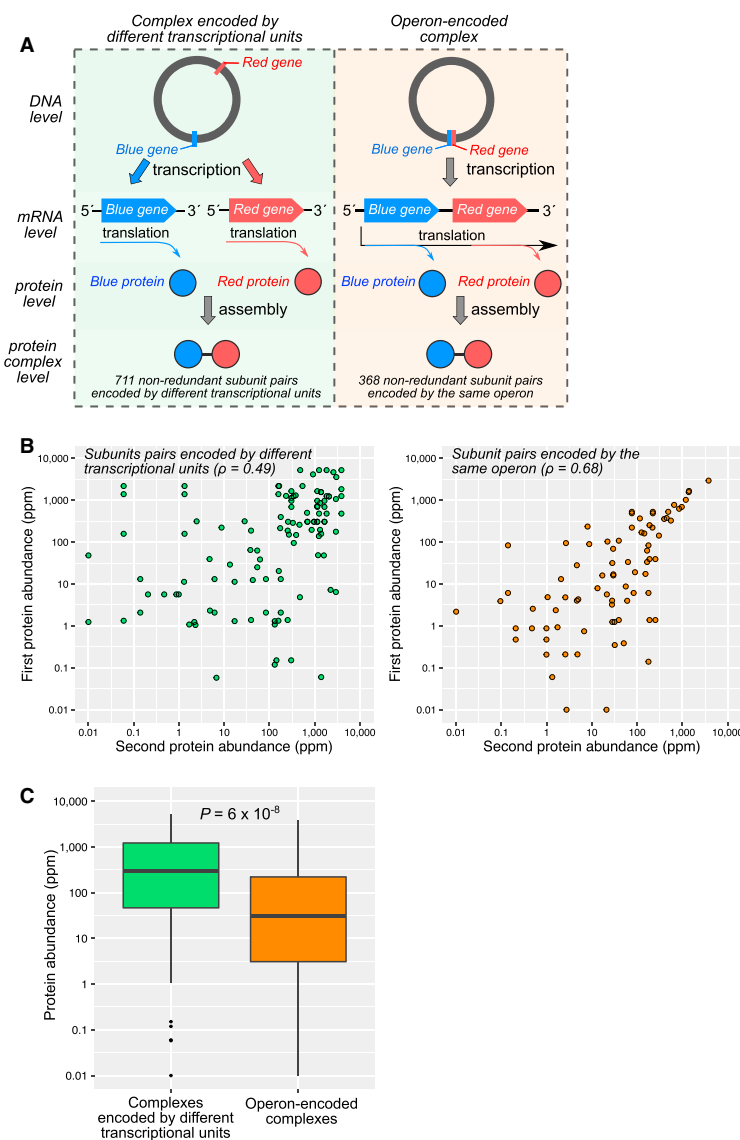 A
Complex encoded by
different transcriptional units
Operon-encoded
complex
DNA
level
Red gene
Blue gene
Blue gene
Red gene
transcription
transcription
mRNA
level
5´ Blue gene 3´ 5´ Red gene 3´
5´ Blue gene Red gene 3´
translation
translation
translation
protein
level
Blue protein
Red protein
Blue protein
Red protein
assembly
assembly
protein
complex
level
711 non-redundant subunit pairs
encoded by different transcriptional units
368 non-redundant subunit pairs
encoded by the same operon
B
Subunits pairs encoded by different
transcriptional units (ρ = 0.49)
First protein abundance (ppm)
10,000
1,000
100
10
1
0.1
0.01
0.01 0.1 1 10 100 1,000 10,000
Second protein abundance (ppm)
Subunit pairs encoded by the
same operon (ρ = 0.68)
First protein abundance (ppm)
10,000
1,000
100
10
1
0.1
0.01
0.01 0.1 1 10 100 1,000 10,000
Second protein abundance (ppm)
C
P = 6 x 10-8
Protein abundance (ppm)
10,000
1,000
100
10
1
0.1
0.01
Complexes
encoded by different
transcriptional units
Operon-encoded
complexes